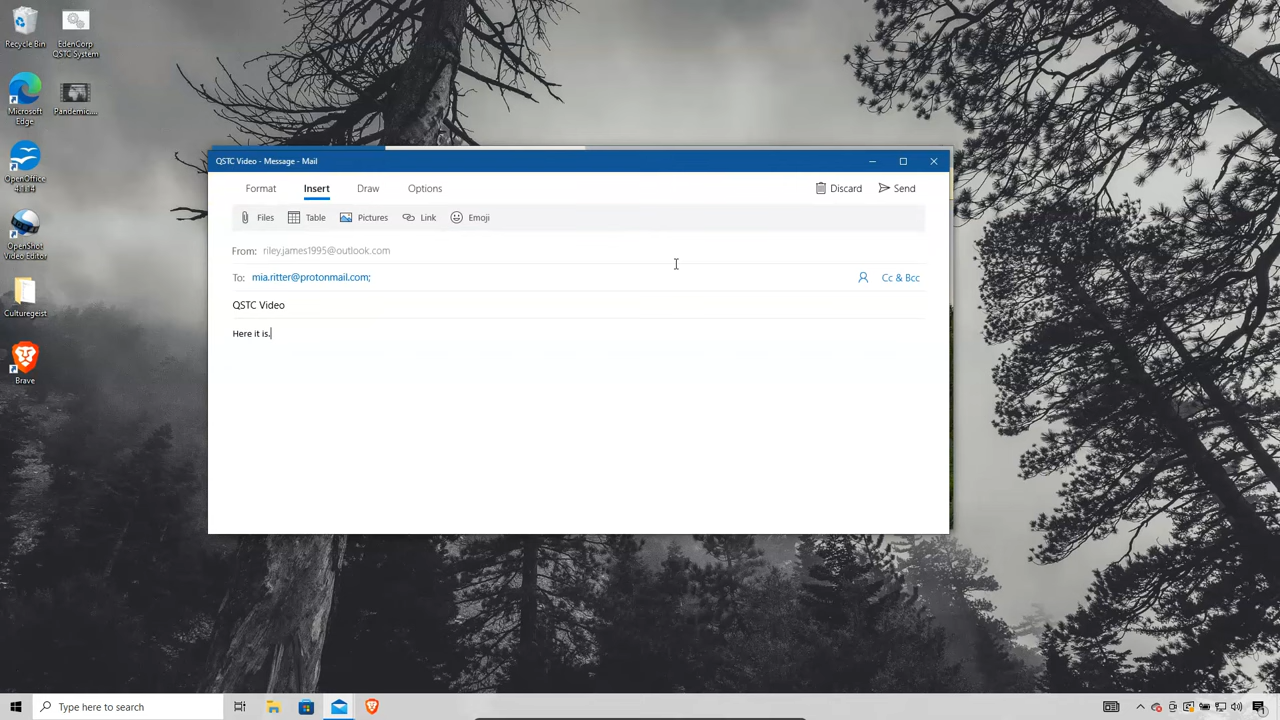 Recycle Bin
EdenCorp
QSTC System
Microsoft
Edge
Pandemic....
OpenOffice
4.1.14
OpenShot
Video Editor
Culturegeist
Brave
QSTC Video - Message - Mail
Format Insert Draw Options Discard Send
Files Table Pictures Link Emoji
From: riley.james1995@outlook.com
To: mia.ritter@protonmail.com; Cc & Bcc
QSTC Video
Here it is.
Type here to search